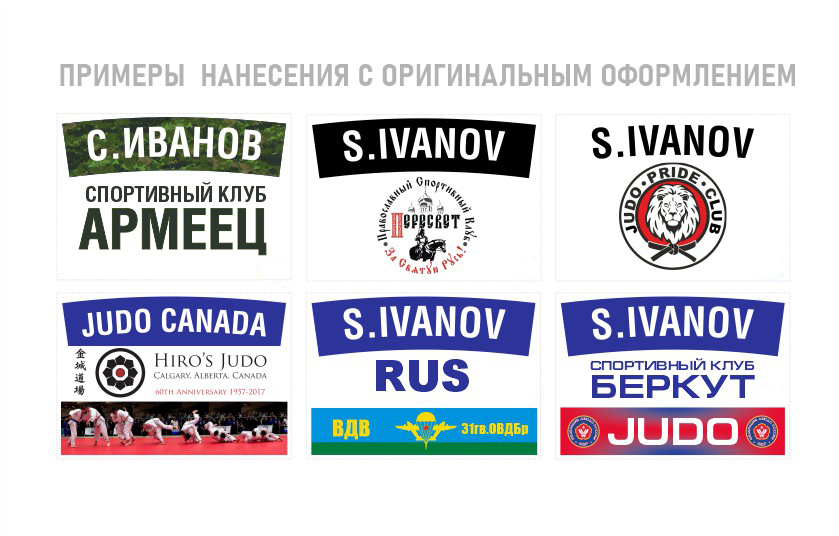 ПРИМЕРЫ НАНЕСЕНИЯ С ОРИГИНАЛЬНЫМ ОФОРМЛЕНИЕМ
С.ИВАНОВ
СПОРТИВНЫЙ КЛУБ
АРМЕЕЦ
S.IVANOV
Православный Спортивный Клуб
Пересвет
За Святую Русь!
S.IVANOV
JUDO·PRIDE·CLUB
JUDO CANADA
金城道場
HIRO'S JUDO
CALGARY, ALBERTA, CANADA
60TH ANNIVERSARY 1957-2017
S.IVANOV
RUS
ВДВ
31гв.ОВДБр
S.IVANOV
СПОРТИВНЫЙ КЛУБ
БЕРКУТ
JUDO